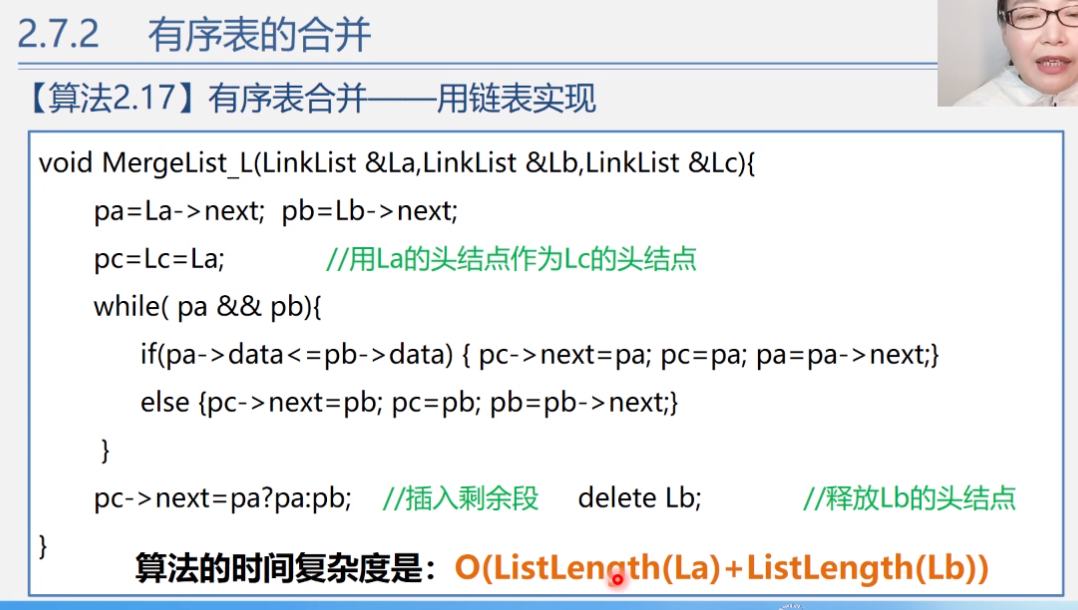 2.7.2 有序表的合并
【算法2.17】有序表合并——用链表实现
void MergeList_L(LinkList &La,LinkList &Lb,LinkList &Lc){
pa=La->next; pb=Lb->next;
pc=Lc=La; //用La的头结点作为Lc的头结点
while( pa && pb){
if(pa->data<=pb->data) { pc->next=pa; pc=pa; pa=pa->next;}
else {pc->next=pb; pc=pb; pb=pb->next;}
}
pc->next=pa?pa:pb; //插入剩余段 delete Lb; //释放Lb的头结点
}
算法的时间复杂度是：O(ListLength(La)+ListLength(Lb))